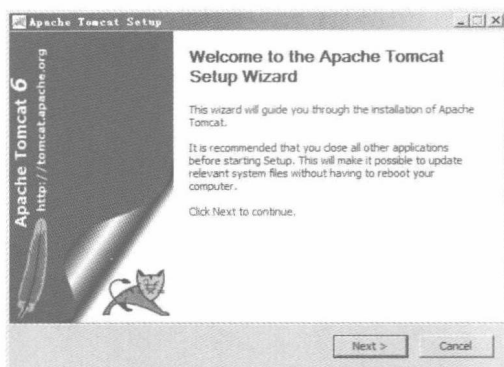 Apache Tomcat Setup
Apache Tomcat 6
http://tomcat.apache.org
Welcome to the Apache Tomcat
Setup Wizard
This wizard will guide you through the installation of Apache
Tomcat.
It is recommended that you close all other applications
before starting Setup. This will make it possible to update
relevant system files without having to reboot your
computer.
Click Next to continue.
Next >
Cancel